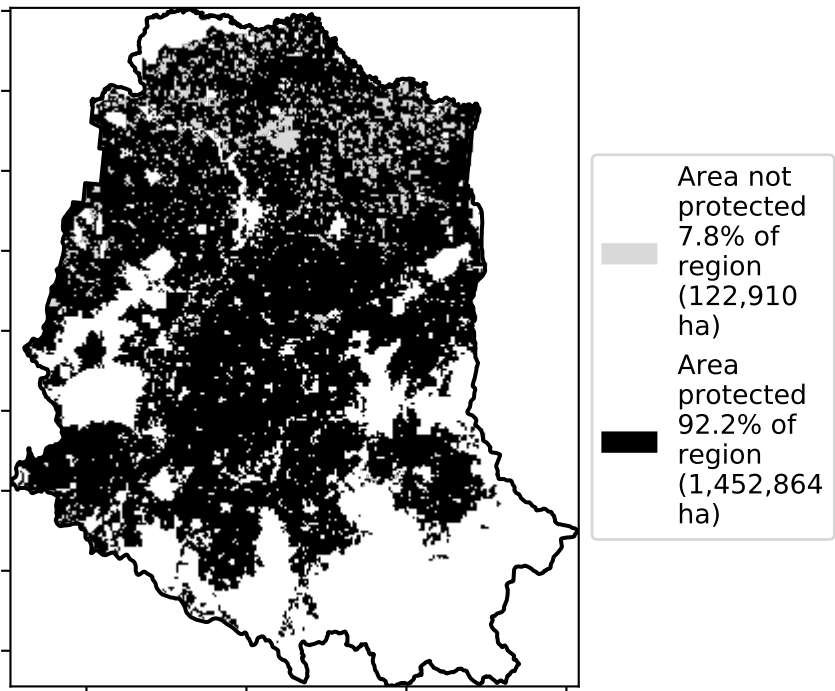 Area not
protected
7.8% of
region
(122,910
ha)
Area
protected
92.2% of
region
(1,452,864
ha)